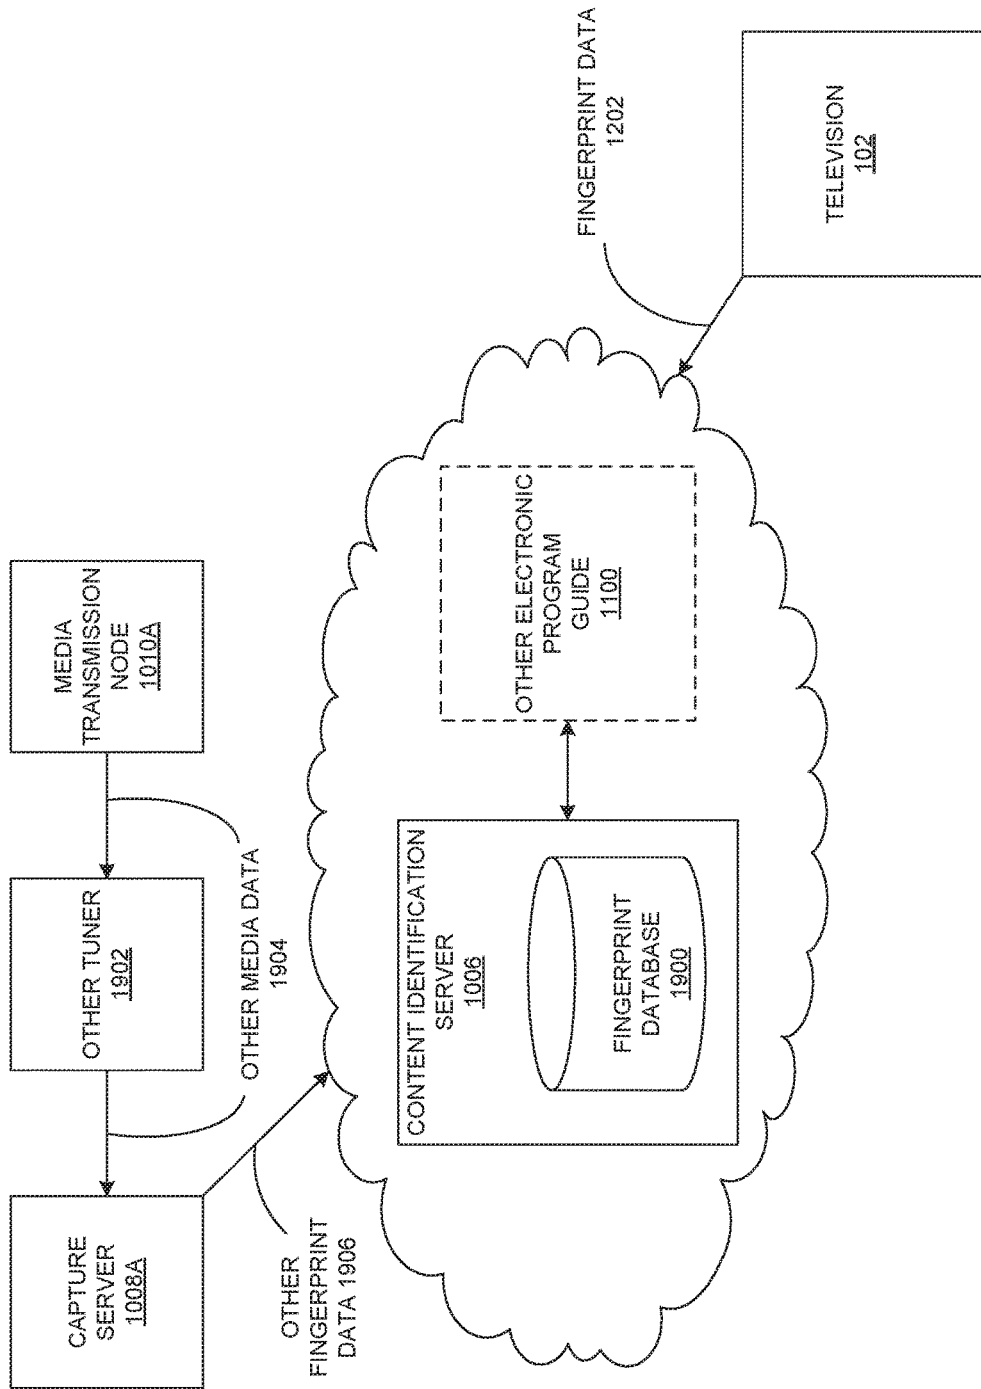 CAPTURE
SERVER
1008A
OTHER TUNER
1902
MEDIA
TRANSMISSION
NODE
1010A
OTHER MEDIA DATA
1904
OTHER
FINGERPRINT
DATA 1906
CONTENT IDENTIFICATION
SERVER
1006
FINGERPRINT
DATABASE
1900
OTHER ELECTRONIC
PROGRAM
GUIDE
1100
FINGERPRINT DATA
1202
TELEVISION
102